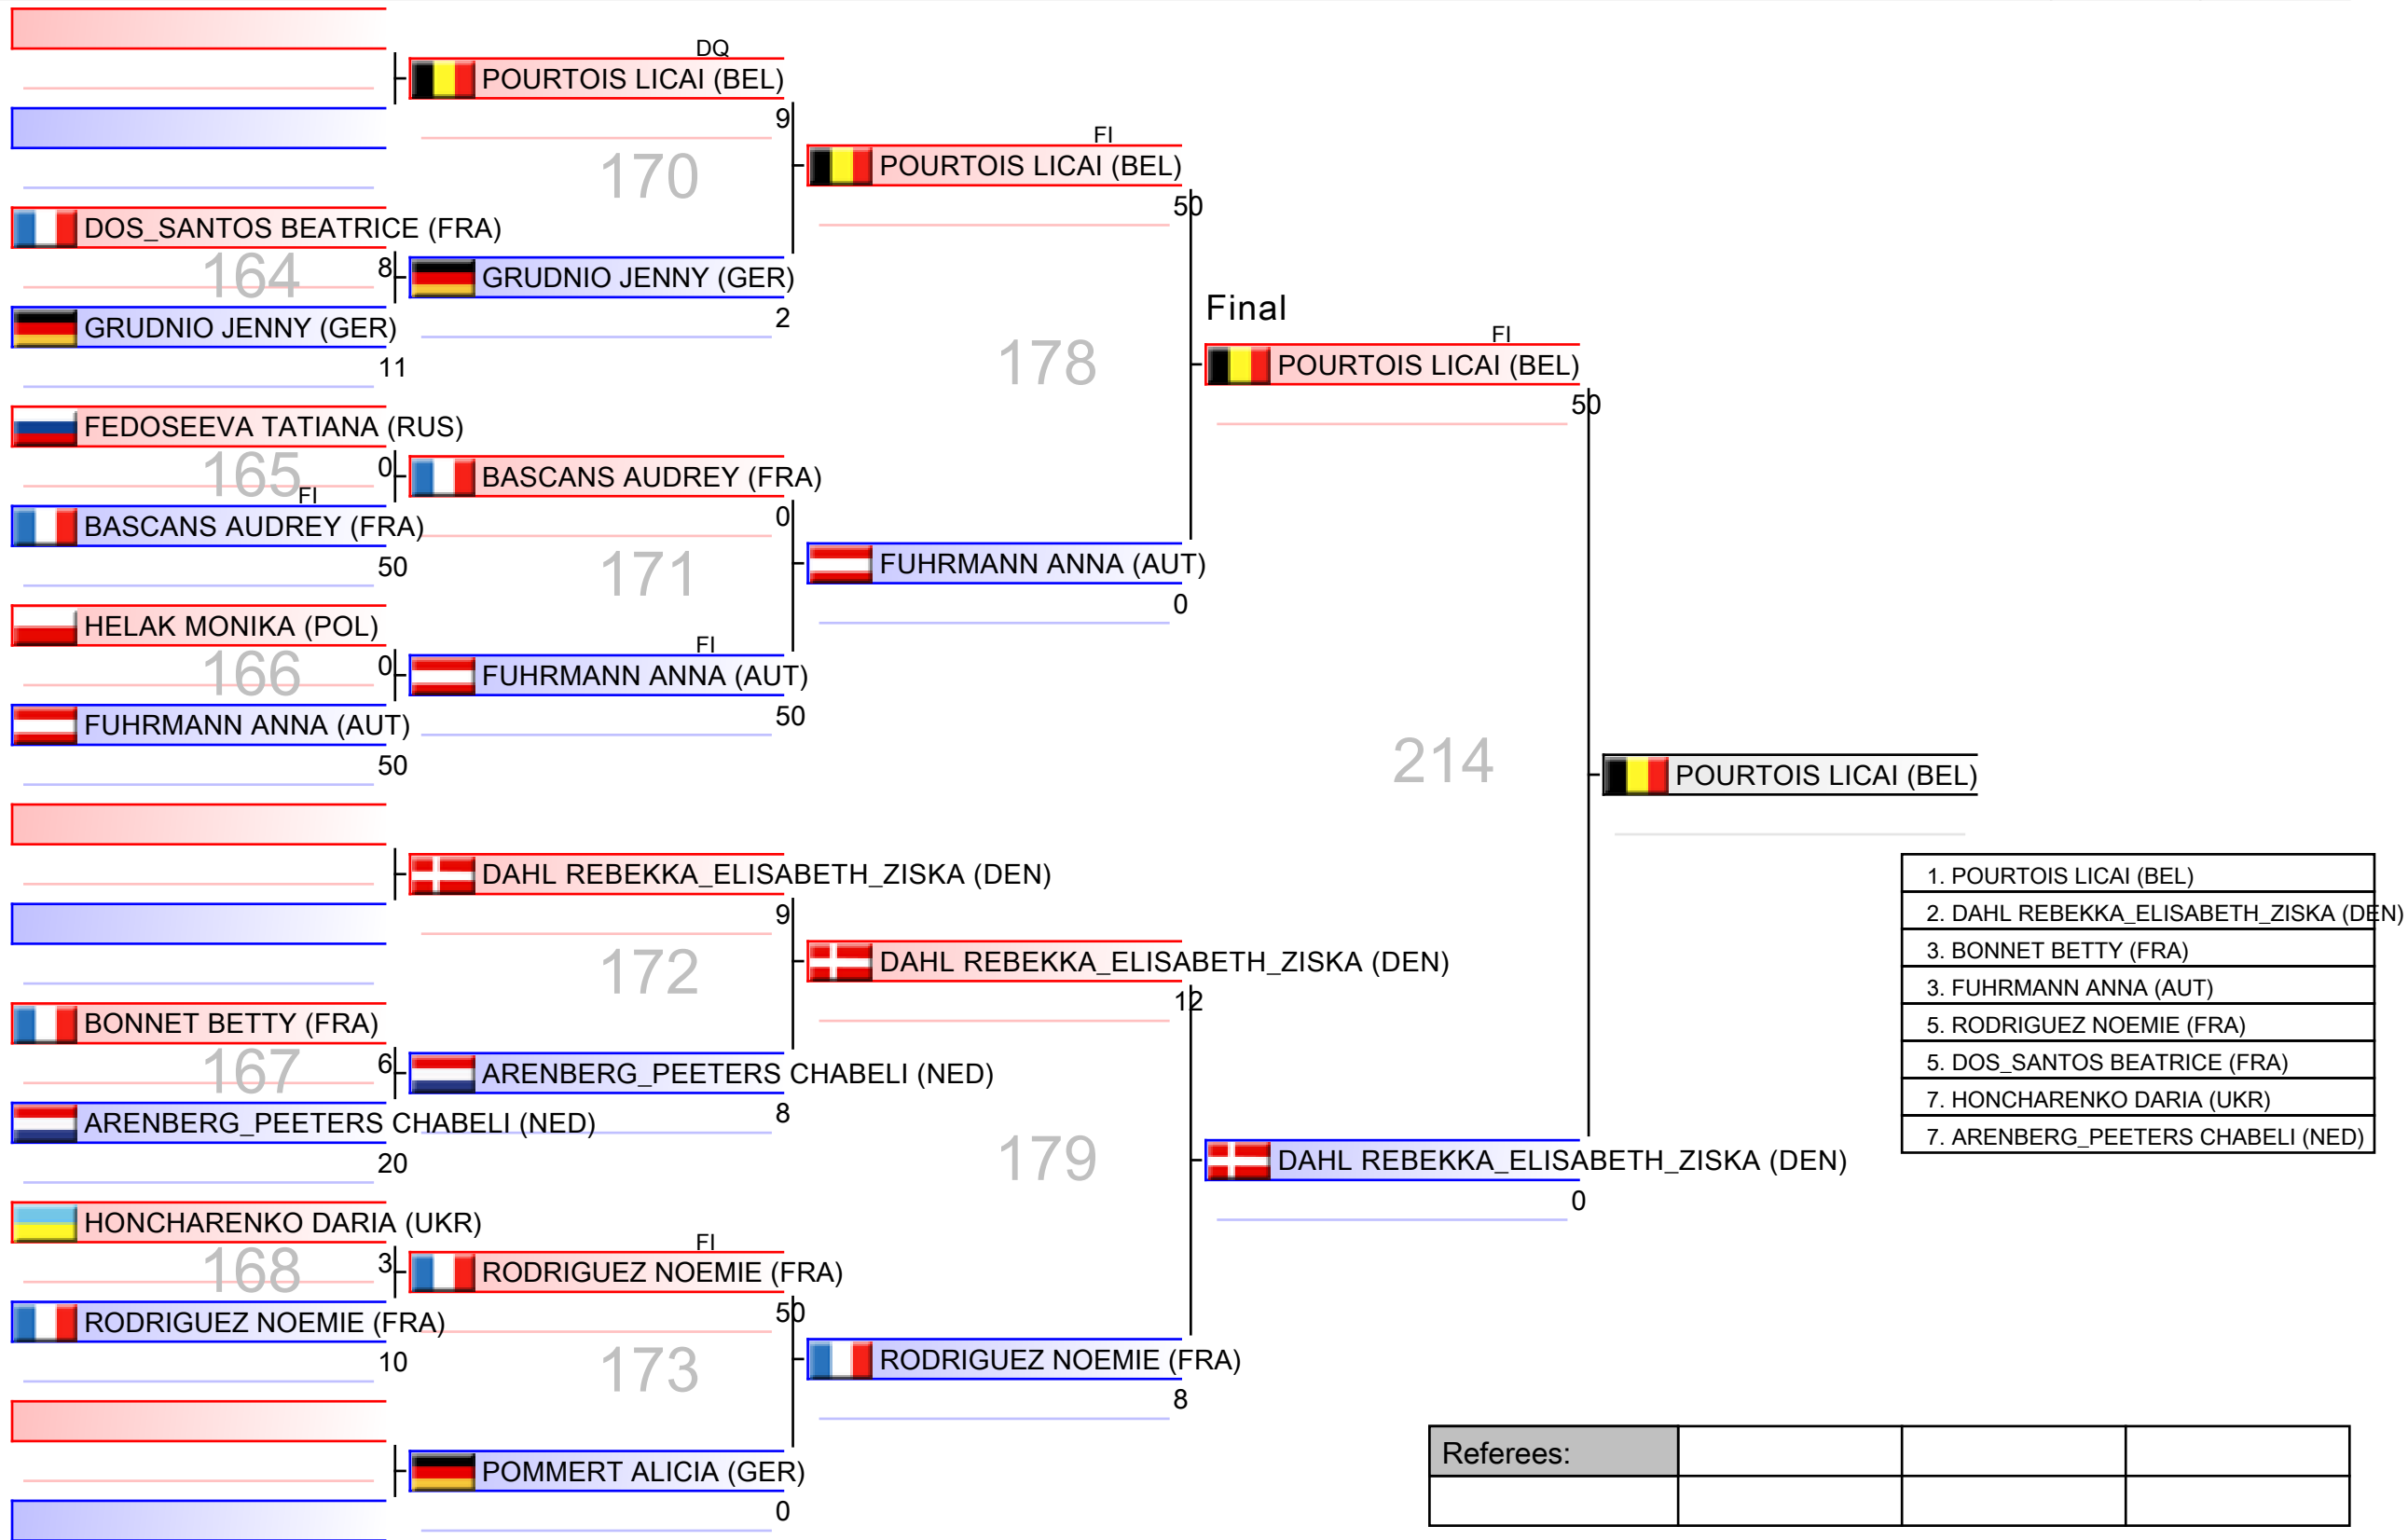 DQ
POURTOIS LICAI (BEL)
9
170
FI
POURTOIS LICAI (BEL)
50
DOS_SANTOS BEATRICE (FRA)
164
8
GRUDNIO JENNY (GER)
2
GRUDNIO JENNY (GER)
11
178
Final
FI
POURTOIS LICAI (BEL)
50
FEDOSEEVA TATIANA (RUS)
165
0
FI
BASCANS AUDREY (FRA)
50
BASCANS AUDREY (FRA)
0
171
FUHRMANN ANNA (AUT)
0
HELAK MONIKA (POL)
166
0
FI
FUHRMANN ANNA (AUT)
50
FUHRMANN ANNA (AUT)
50
214
POURTOIS LICAI (BEL)
DAHL REBEKKA_ELISABETH_ZISKA (DEN)
9
172
DAHL REBEKKA_ELISABETH_ZISKA (DEN)
12
BONNET BETTY (FRA)
167
6
ARENBERG_PEETERS CHABELI (NED)
8
ARENBERG_PEETERS CHABELI (NED)
20
179
DAHL REBEKKA_ELISABETH_ZISKA (DEN)
0
HONCHARENKO DARIA (UKR)
168
3
FI
RODRIGUEZ NOEMIE (FRA)
50
RODRIGUEZ NOEMIE (FRA)
10
173
RODRIGUEZ NOEMIE (FRA)
8
POMMERT ALICIA (GER)
0
1. POURTOIS LICAI (BEL)
2. DAHL REBEKKA_ELISABETH_ZISKA (DEN)
3. BONNET BETTY (FRA)
3. FUHRMANN ANNA (AUT)
5. RODRIGUEZ NOEMIE (FRA)
5. DOS_SANTOS BEATRICE (FRA)
7. HONCHARENKO DARIA (UKR)
7. ARENBERG_PEETERS CHABELI (NED)
Referees: